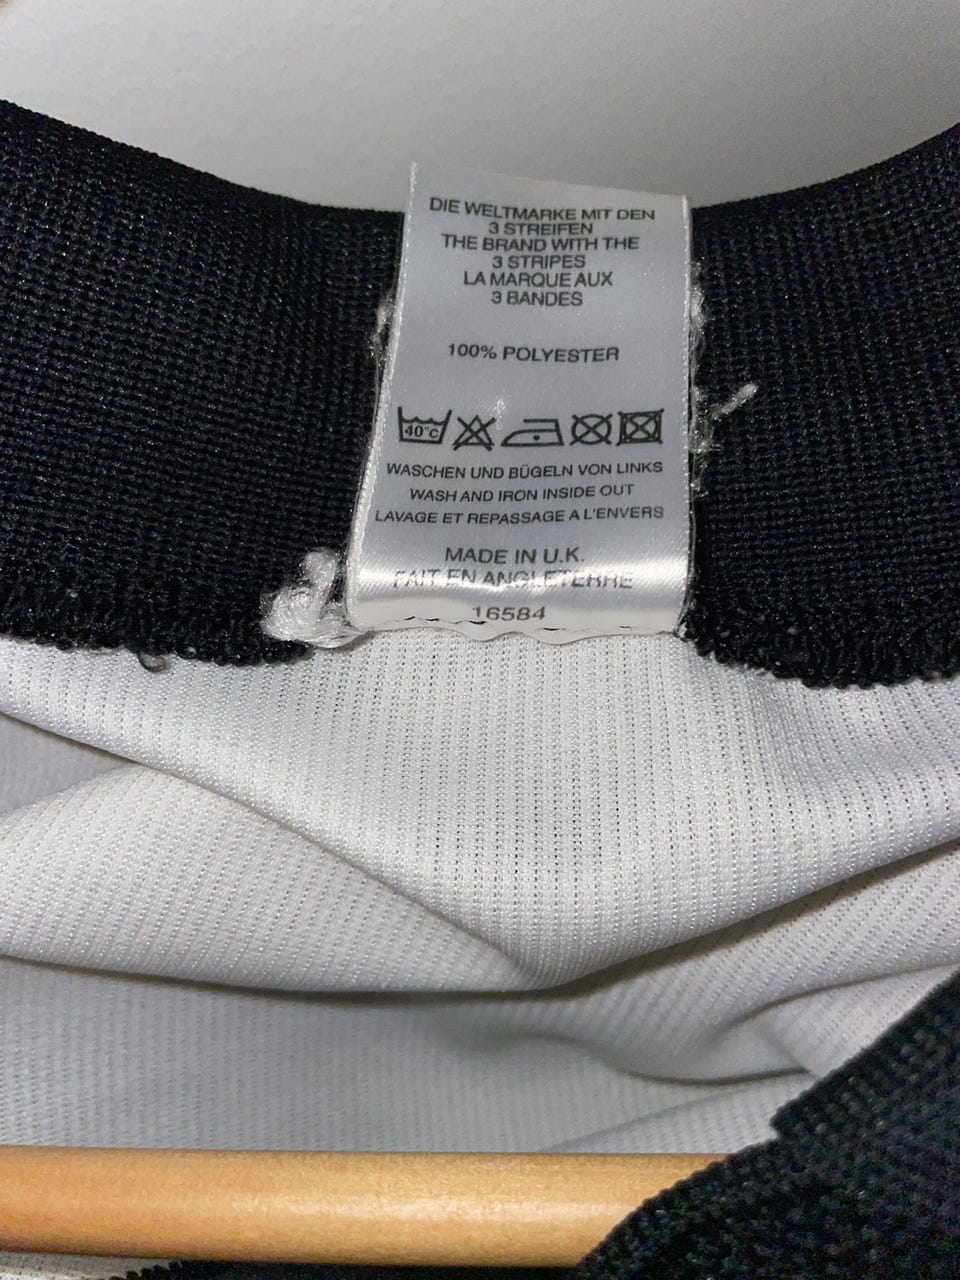 DIE WELTMARKE MIT DEN
3 STREIFEN
THE BRAND WITH THE
3 STRIPES
LA MARQUE AUX
3 BANDES
100% POLYESTER
40°C
WASCHEN UND BÜGELN VON LINKS
WASH AND IRON INSIDE OUT
LAVAGE ET REPASSAGE A L'ENVERS
MADE IN U.K.
FAIT EN ANGLETERRE
16584